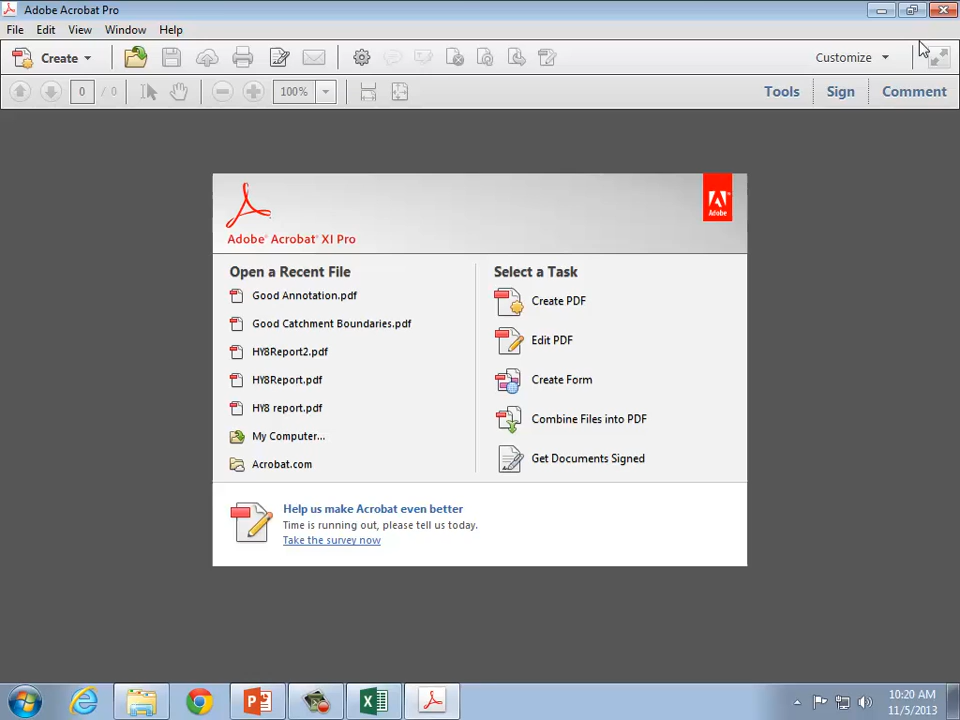 Adobe Acrobat Pro
File Edit View Window Help
Create
Customize
0 / 0
100%
Tools Sign Comment
Adobe
Adobe® Acrobat® XI Pro
Open a Recent File
Good Annotation.pdf
Good Catchment Boundaries.pdf
HY8Report2.pdf
HY8Report.pdf
HY8 report.pdf
My Computer...
Acrobat.com
Select a Task
Create PDF
Edit PDF
Create Form
Combine Files into PDF
Get Documents Signed
Help us make Acrobat even better
Time is running out, please tell us today.
Take the survey now
10:20 AM
11/5/2013